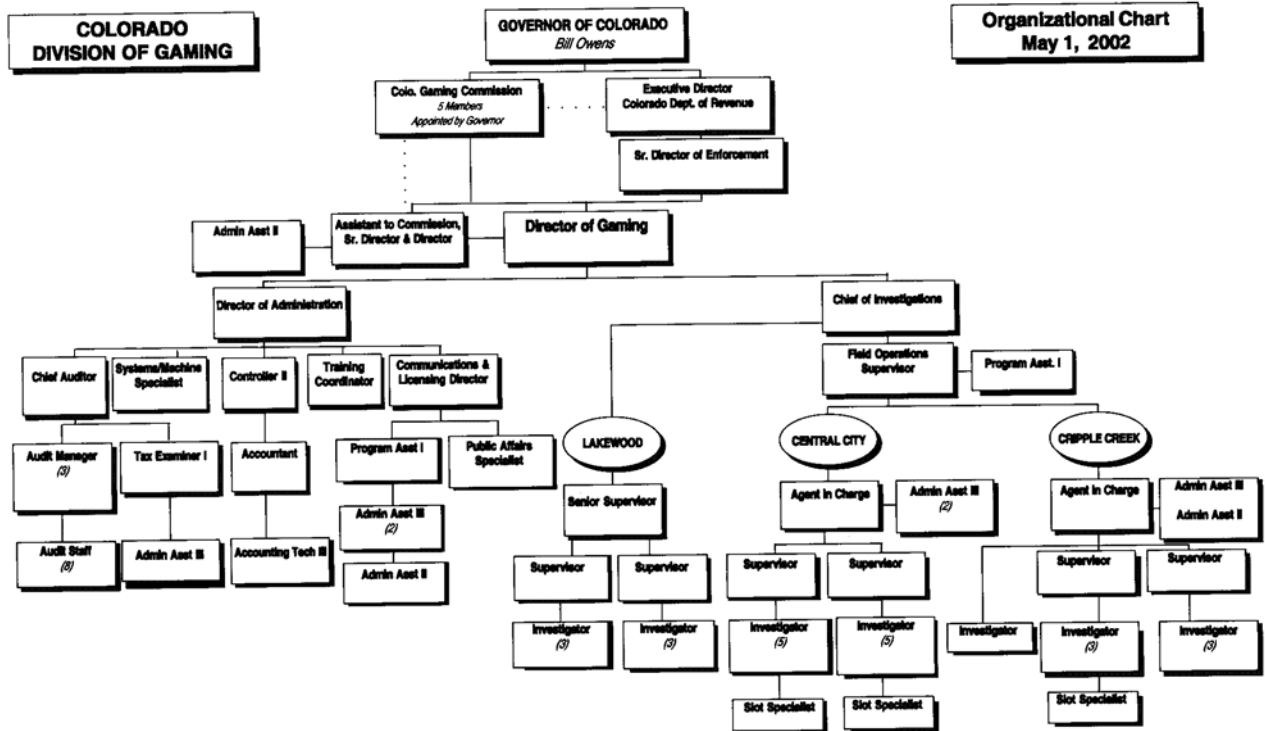 COLORADO
DIVISION OF GAMING
GOVERNOR OF COLORADO
Bill Owens
Organizational Chart
May 1, 2002
Colo. Gaming Commission
5 Members
Appointed by Governor
Executive Director
Colorado Dept. of Revenue
Sr. Director of Enforcement
Admin Asst II
Assistant to Commission,
Sr. Director & Director
Director of Gaming
Director of Administration
Chief of Investigations
Chief Auditor
Systems/Machine
Specialist
Controller II
Training
Coordinator
Communications &
Licensing Director
Field Operations
Supervisor
Program Asst. I
Audit Manager
(3)
Tax Examiner I
Accountant
Program Asst I
Public Affairs
Specialist
LAKEWOOD
CENTRAL CITY
CRIPPLE CREEK
Senior Supervisor
Agent in Charge
Admin Asst III
(2)
Agent in Charge
Admin Asst III
Admin Asst II
Audit Staff
(8)
Admin Asst III
Accounting Tech III
Admin Asst III
(2)
Admin Asst II
Supervisor
Supervisor
Supervisor
Supervisor
Supervisor
Supervisor
Investigator
(3)
Investigator
(3)
Investigator
(5)
Investigator
(5)
Investigator
Investigator
(3)
Investigator
(3)
Slot Specialist
Slot Specialist
Slot Specialist